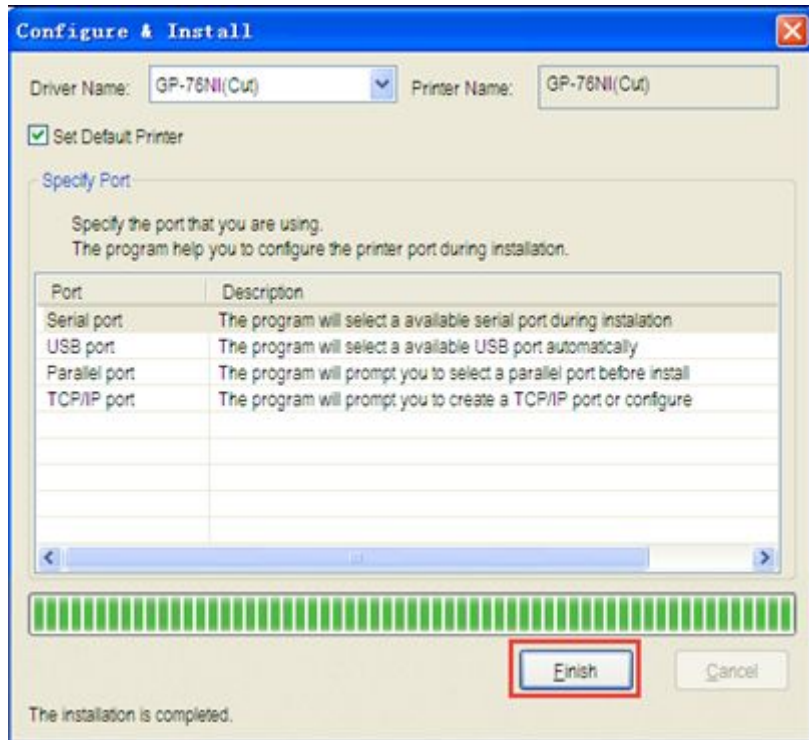 Configure & Install
Driver Name: GP-76NII(Cut) Printer Name: GP-76NII(Cut)
Set Default Printer
Specify Port
Specify the port that you are using.
The program help you to configure the printer port during installation.
Port Description
Serial port The program will select a available serial port during instalation
USB port The program will select a available USB port automatically
Parallel port The program will prompt you to select a parallel port before install
TCP/IP port The program will prompt you to create a TCP/IP port or configure
Finish Cancel
The installation is completed.